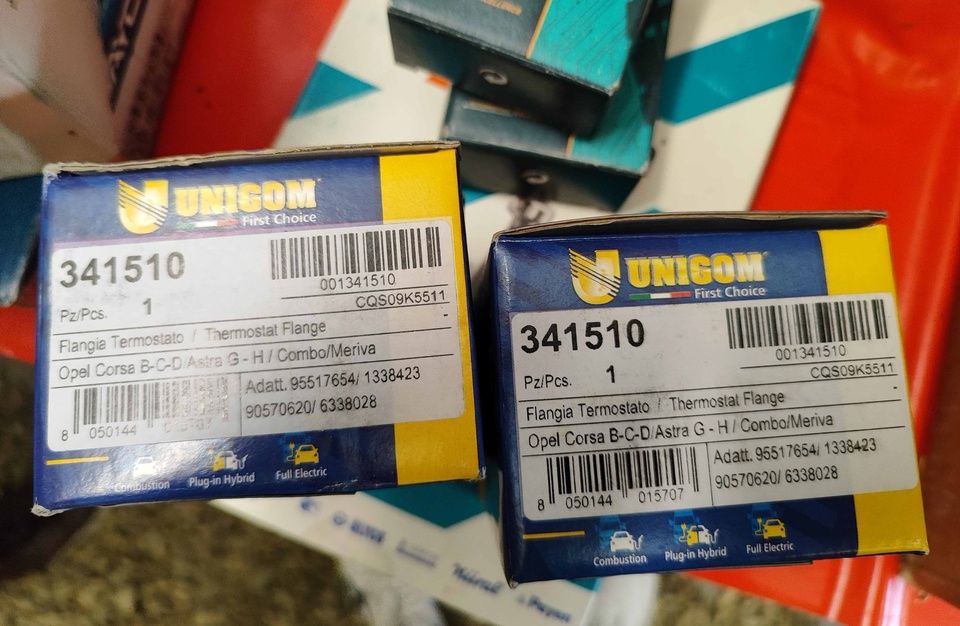 UNIGOM
First Choice
341510
001341510
CQS09K5511
Pz/Pcs. 1 -
Flangia Termostato / Thermostat Flange
Opel Corsa B-C-D/Astra G - H / Combo/Meriva
Adatt. 95517654/ 1338423
90570620/ 6338028
8 050144 015707
Combustion
Plug-in Hybrid
Full Electric
UNIGOM
First Choice
341510
001341510
CQS09K5511
Pz/Pcs. 1 -
Flangia Termostato / Thermostat Flange
Opel Corsa B-C-D/Astra G - H / Combo/Meriva
Adatt. 95517654/ 1338423
90570620/ 6338028
8 050144 015707
Combustion
Plug-in Hybrid
Full Electric